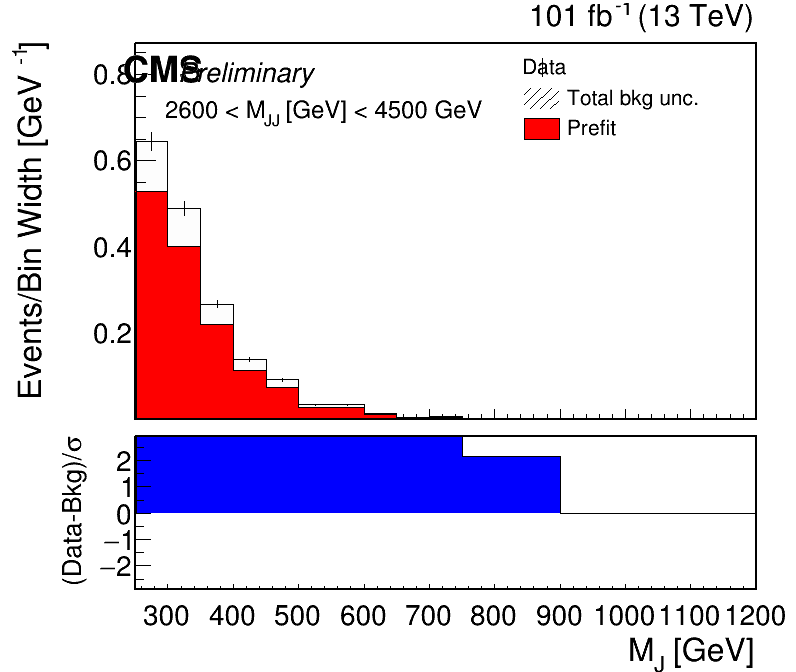 101 fb⁻¹ (13 TeV)
CMS Preliminary
2600 < M_JJ [GeV] < 4500 GeV
Data
Total bkg unc.
Prefit
Events/Bin Width [GeV⁻¹]
0.8
0.6
0.4
0.2
(Data-Bkg)/σ
2
1
0
−1
−2
300 400 500 600 700 800 900 1000 1100 1200
M_J [GeV]